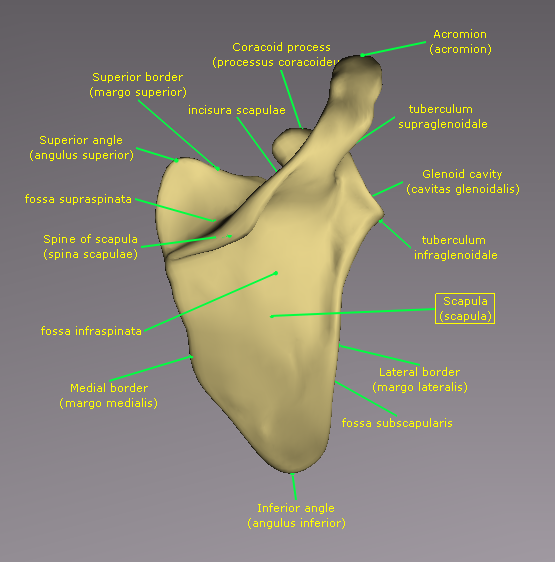 Acromion
(acromion)
Coracoid process
(processus coracoideu
Superior border
(margo superior)
incisura scapulae
tuberculum
supraglenoidale
Superior angle
(angulus superior)
Glenoid cavity
(cavitas glenoidalis)
fossa supraspinata
Spine of scapula
(spina scapulae)
tuberculum
infraglenoidale
Scapula
(scapula)
fossa infraspinata
Lateral border
(margo lateralis)
Medial border
(margo medialis)
fossa subscapularis
Inferior angle
(angulus inferior)